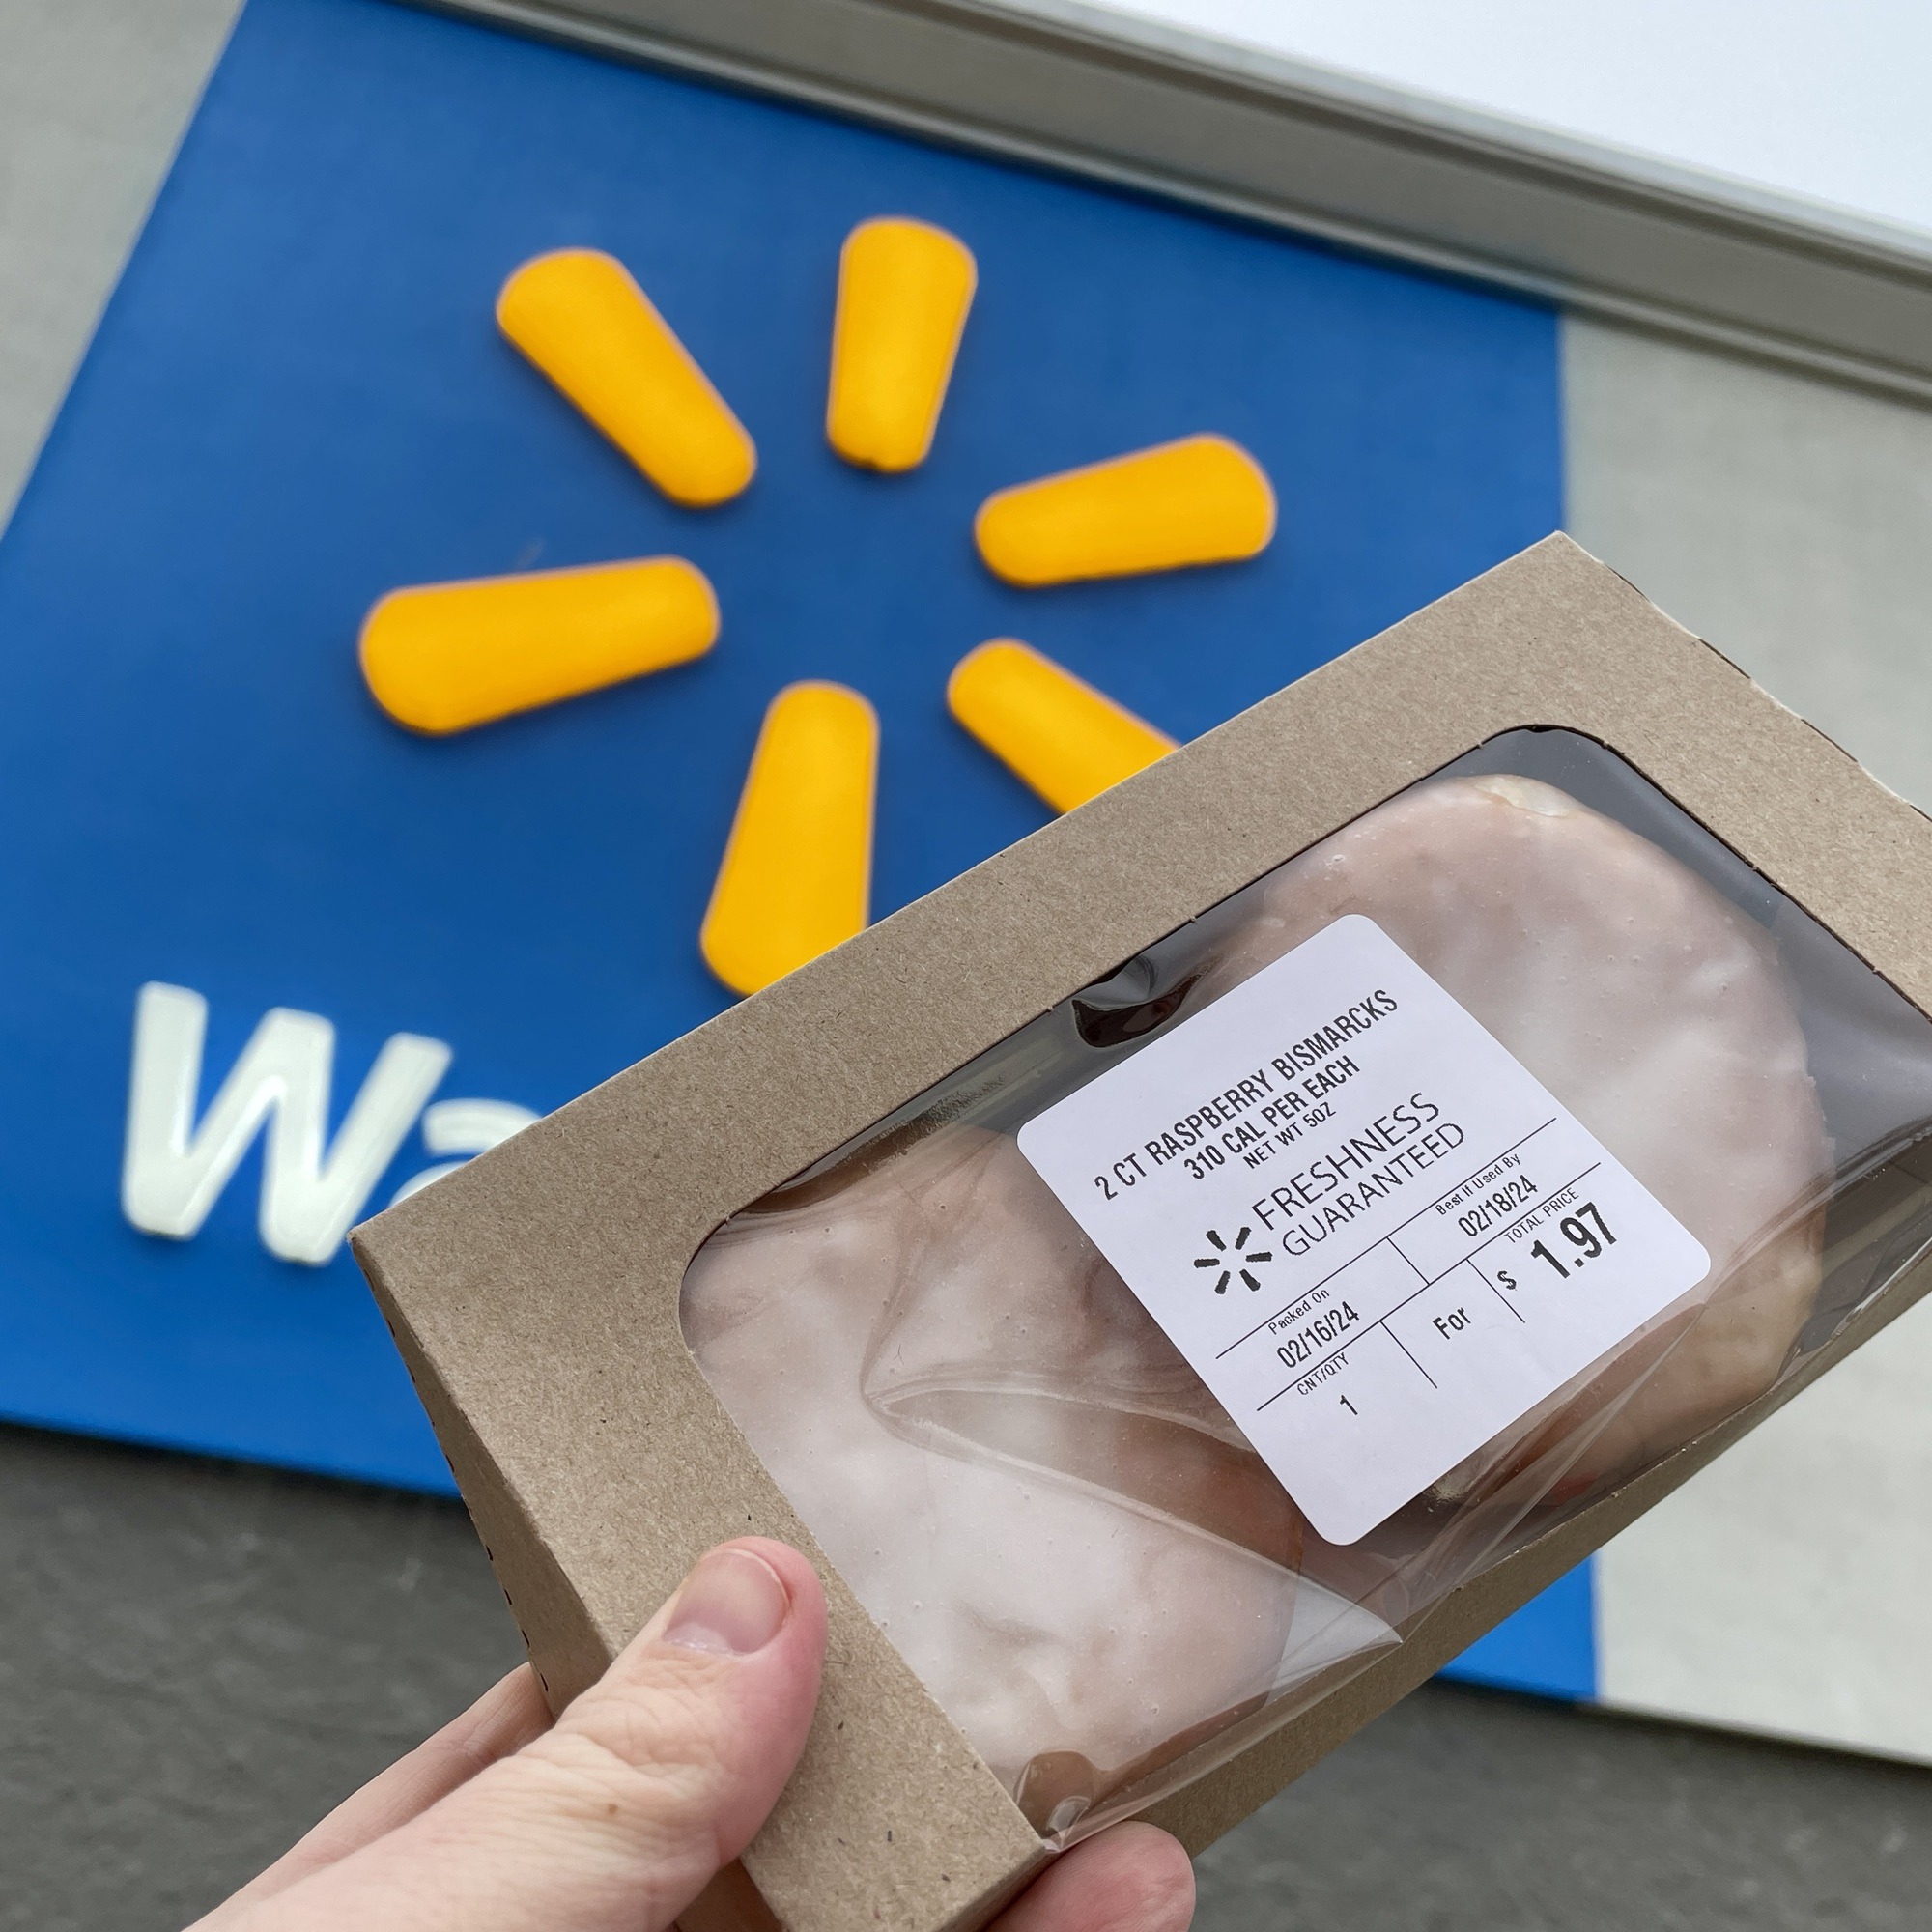 Wa
2 CT RASPBERRY BISMARCKS
310 CAL PER EACH
NET WT 5OZ
FRESHNESS
GUARANTEED
Packed On
02/16/24
Best If Used By
02/18/24
CNT/QTY
1
For
TOTAL PRICE
$ 1.97